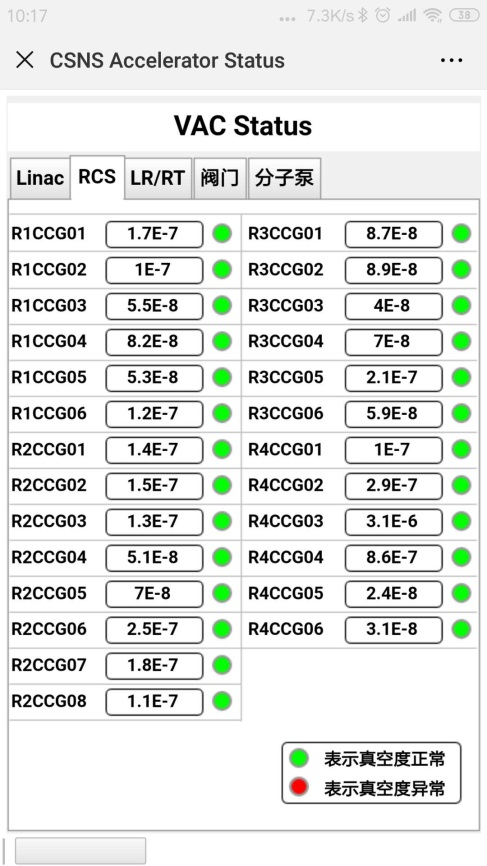 10:17 ... 7.3K/s 38
CSNS Accelerator Status
VAC Status
Linac RCS LR/RT 阀门 分子泵
R1CCG01 1.7E-7 R3CCG01 8.7E-8
R1CCG02 1E-7 R3CCG02 8.9E-8
R1CCG03 5.5E-8 R3CCG03 4E-8
R1CCG04 8.2E-8 R3CCG04 7E-8
R1CCG05 5.3E-8 R3CCG05 2.1E-7
R1CCG06 1.2E-7 R3CCG06 5.9E-8
R2CCG01 1.4E-7 R4CCG01 1E-7
R2CCG02 1.5E-7 R4CCG02 2.9E-7
R2CCG03 1.3E-7 R4CCG03 3.1E-6
R2CCG04 5.1E-8 R4CCG04 8.6E-7
R2CCG05 7E-8 R4CCG05 2.4E-8
R2CCG06 2.5E-7 R4CCG06 3.1E-8
R2CCG07 1.8E-7
R2CCG08 1.1E-7
表示真空度正常
表示真空度异常